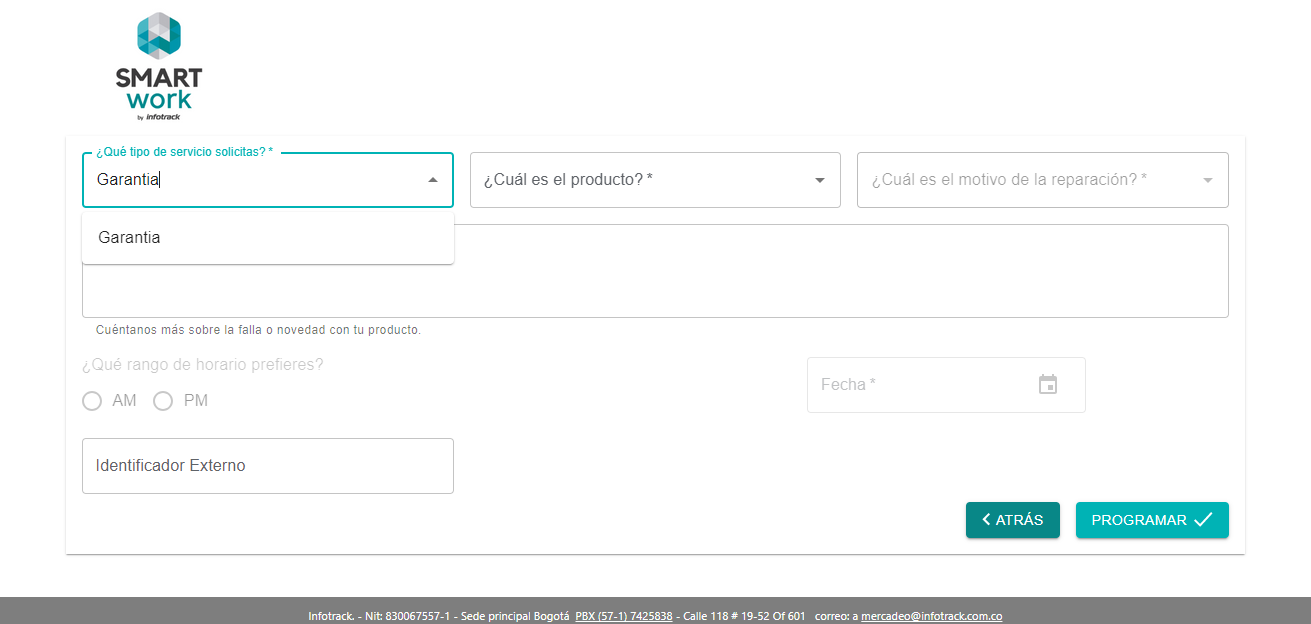 SMART
work
by infotrack
¿Qué tipo de servicio solicitas? *
Garantia
¿Cuál es el producto? *
¿Cuál es el motivo de la reparación? *
Garantia
Cuéntanos más sobre la falla o novedad con tu producto.
¿Qué rango de horario prefieres?
AM
PM
Fecha *
Identificador Externo
ATRÁS
PROGRAMAR
Infotrack. - Nit: 830067557-1 - Sede principal Bogotá PBX (57-1) 7425838 - Calle 118 # 19-52 Of 601 correo: a mercadeo@infotrack.com.co